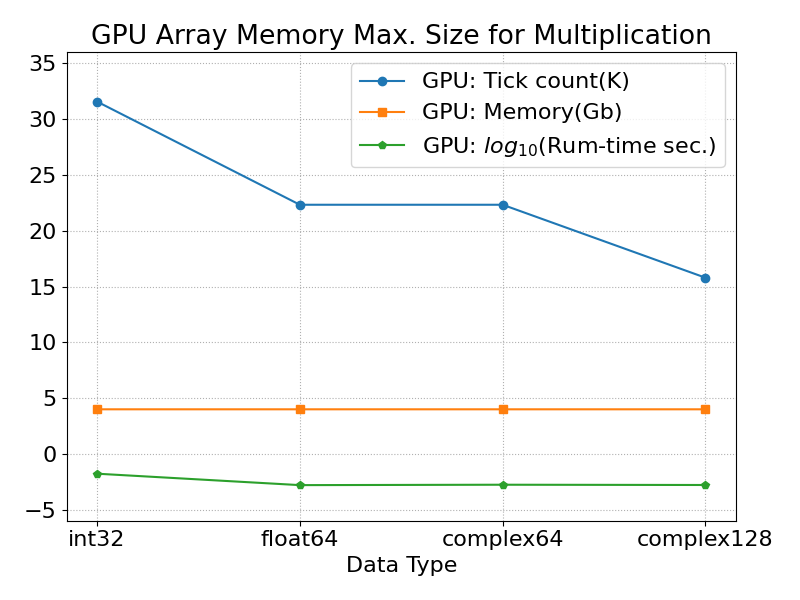 GPU Array Memory Max. Size for Multiplication
35
30
25
20
15
10
5
0
−5
GPU: Tick count(K)
GPU: Memory(Gb)
GPU: log₁₀(Rum-time sec.)
int32 float64 complex64 complex128
Data Type